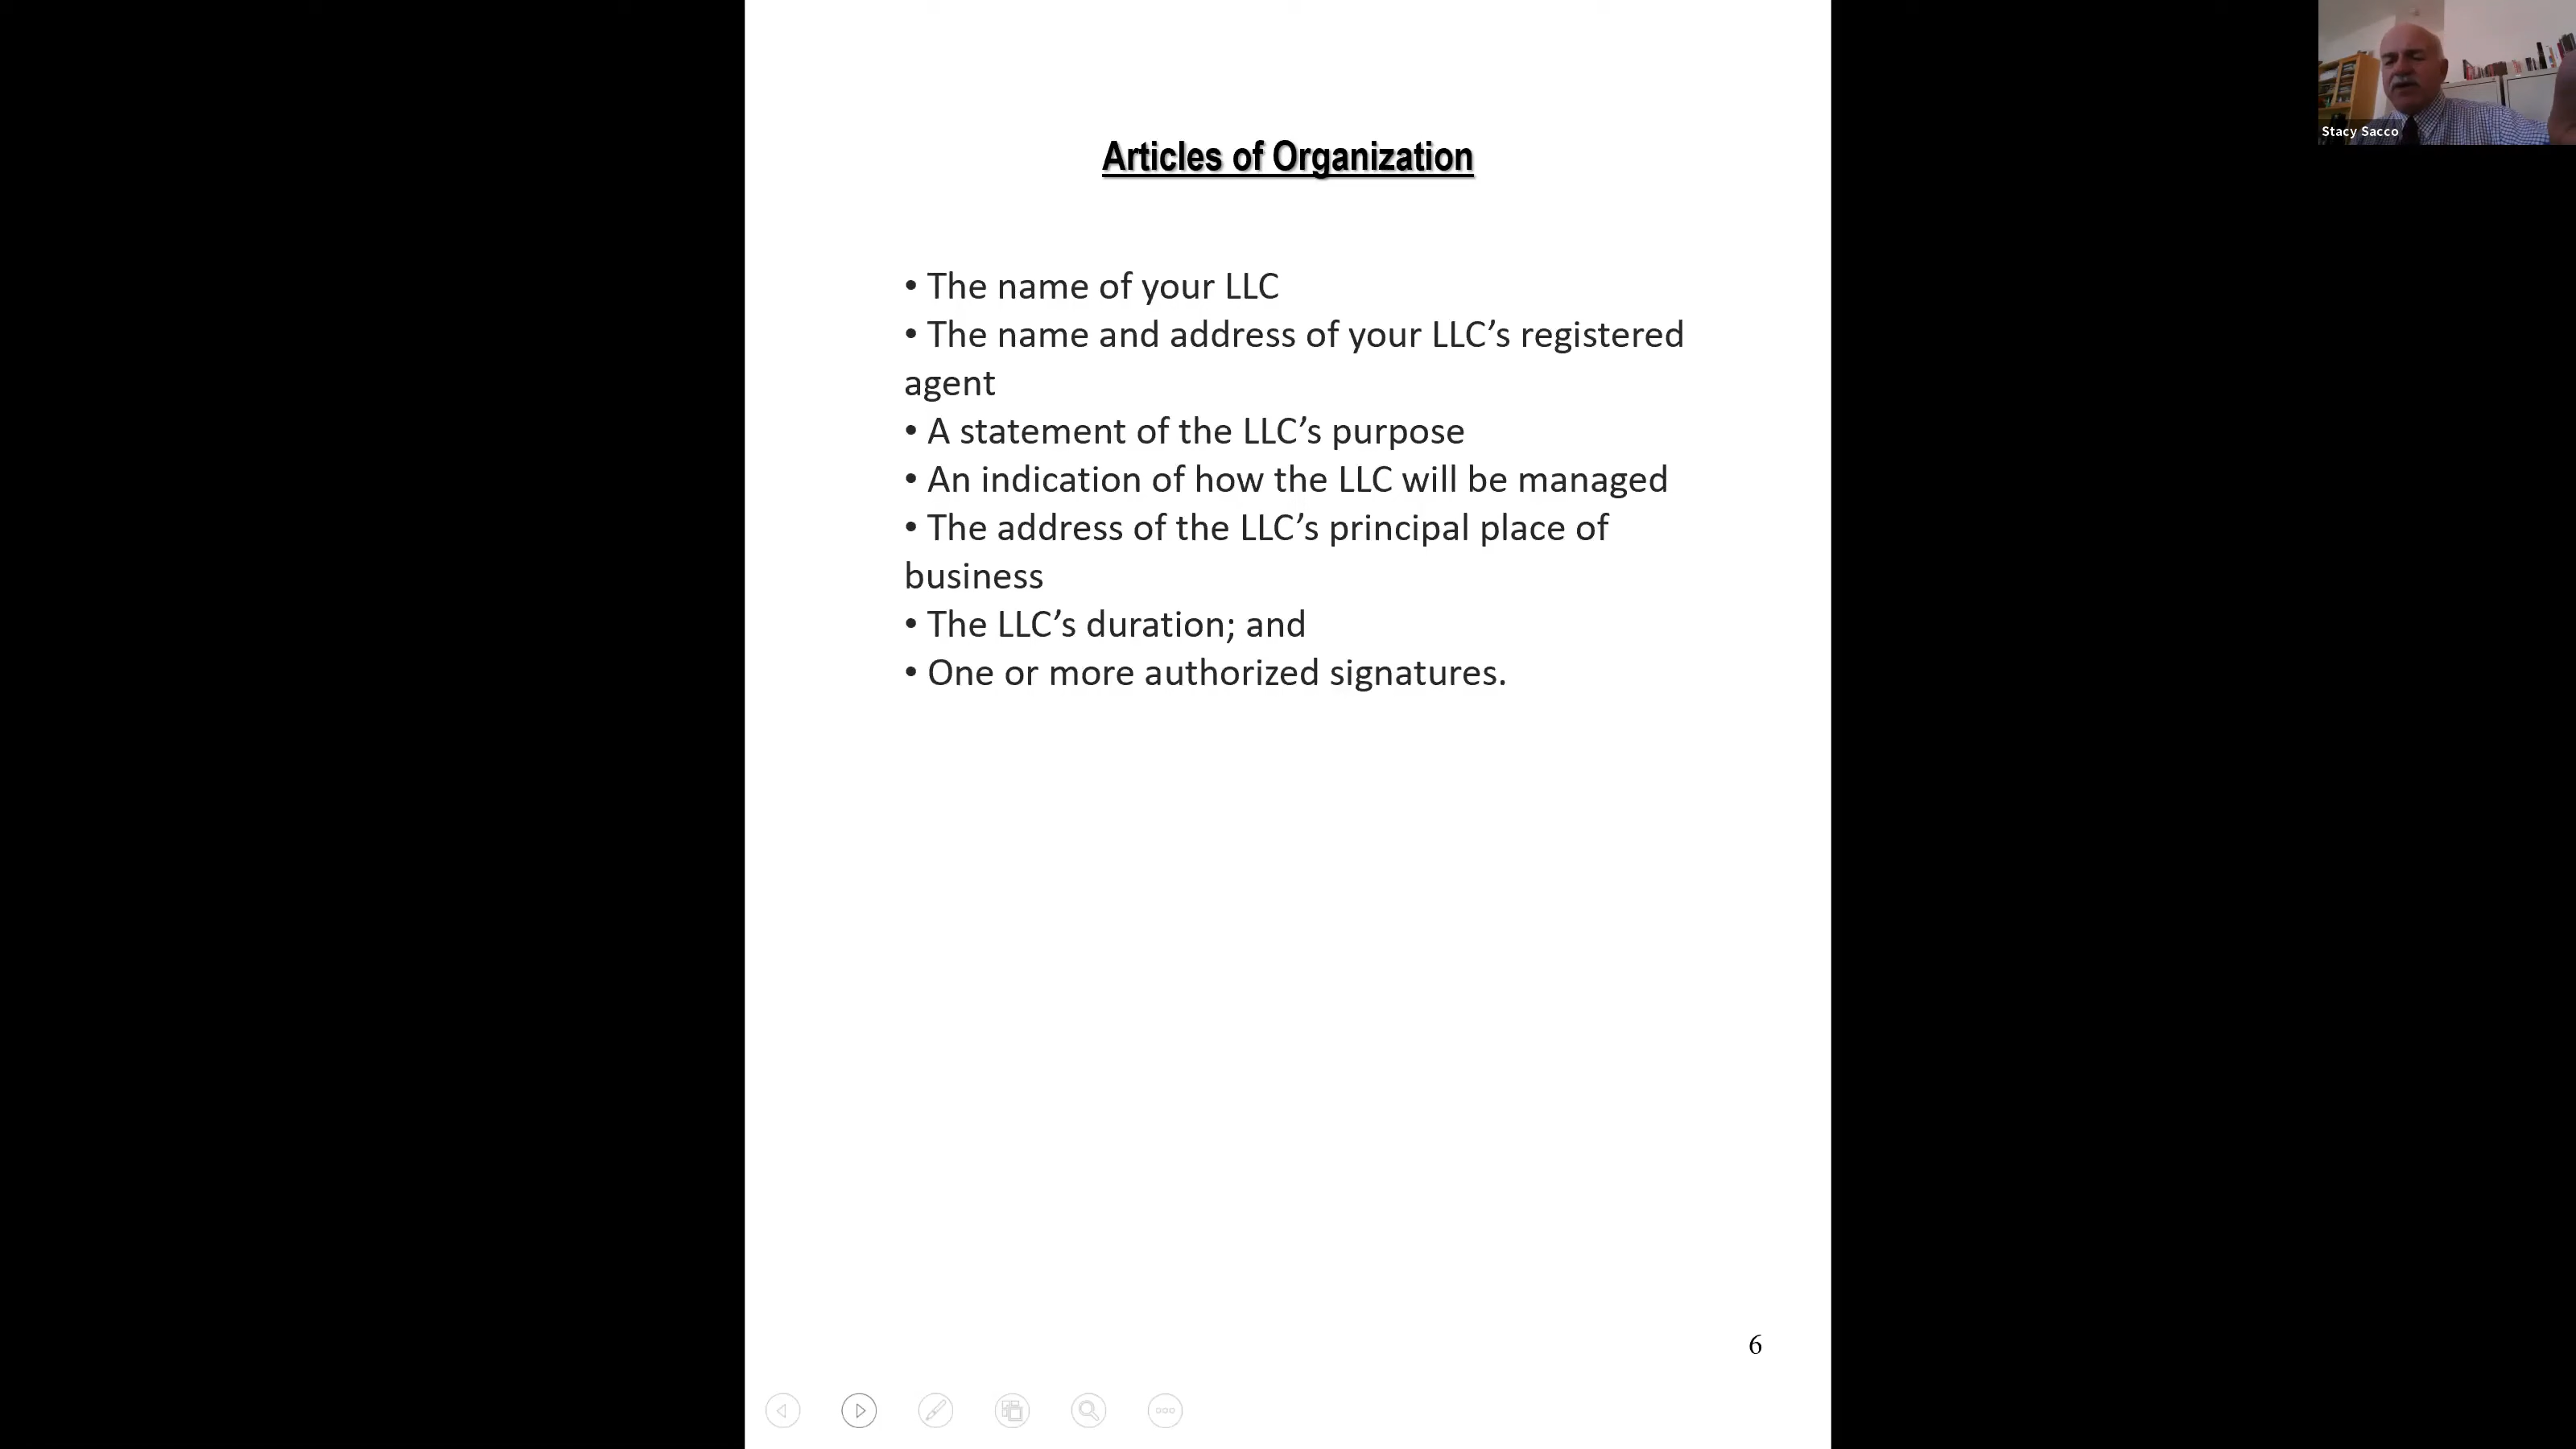 Stacy Sacco
Articles of Organization
• The name of your LLC
• The name and address of your LLC’s registered
agent
• A statement of the LLC’s purpose
• An indication of how the LLC will be managed
• The address of the LLC’s principal place of
business
• The LLC’s duration; and
• One or more authorized signatures.
6